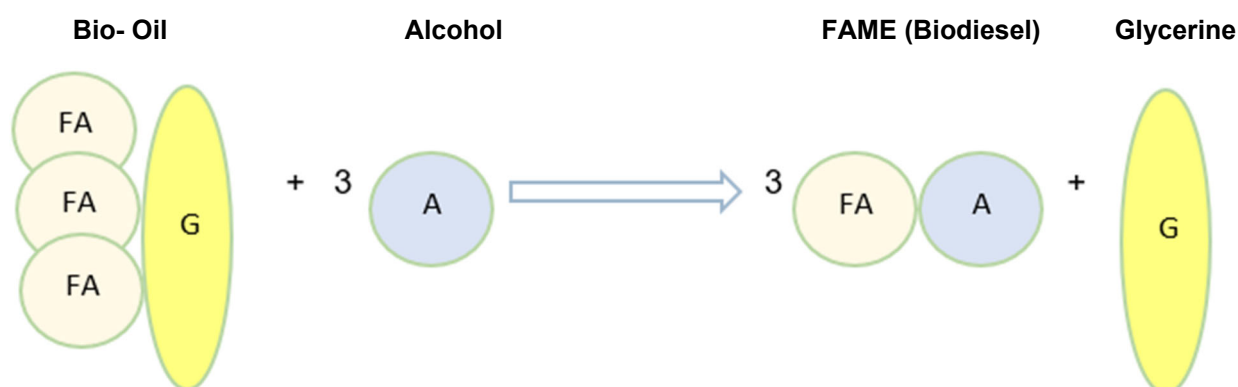 Bio- Oil Alcohol FAME (Biodiesel) Glycerine
FA
FA
FA
G
+ 3
A
3
FA
A
+
G